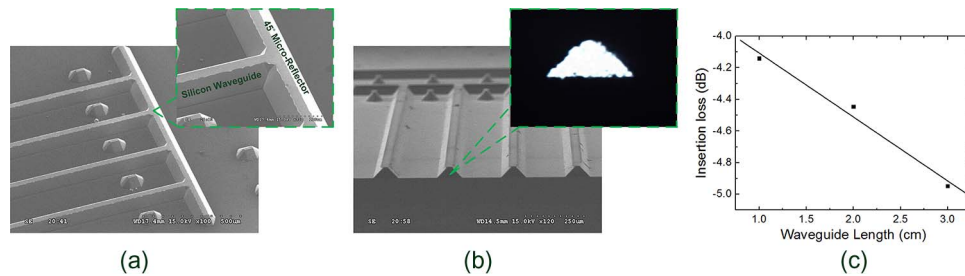 45° Micro-Reflector
Silicon Waveguide
SE 20:41 WD17.4mm 15.0kV x100 500um
SE 20:58 WD14.5mm 15.0kV x120 250um
-4.0
-4.2
-4.4
-4.6
-4.8
-5.0
Insertion loss (dB)
1.0 1.5 2.0 2.5 3.0
Waveguide Length (cm)
(a) (b) (c)